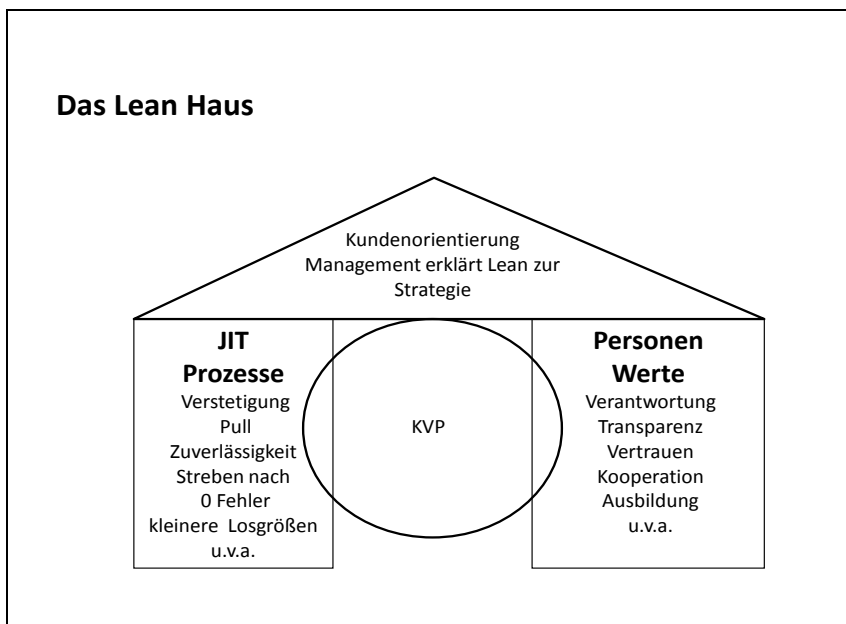 Das Lean Haus
Kundenorientierung
Management erklärt Lean zur
Strategie
JIT
Prozesse
Verstetigung
Pull
Zuverlässigkeit
Streben nach
0 Fehler
kleinere Losgrößen
u.v.a.
KVP
Personen
Werte
Verantwortung
Transparenz
Vertrauen
Kooperation
Ausbildung
u.v.a.